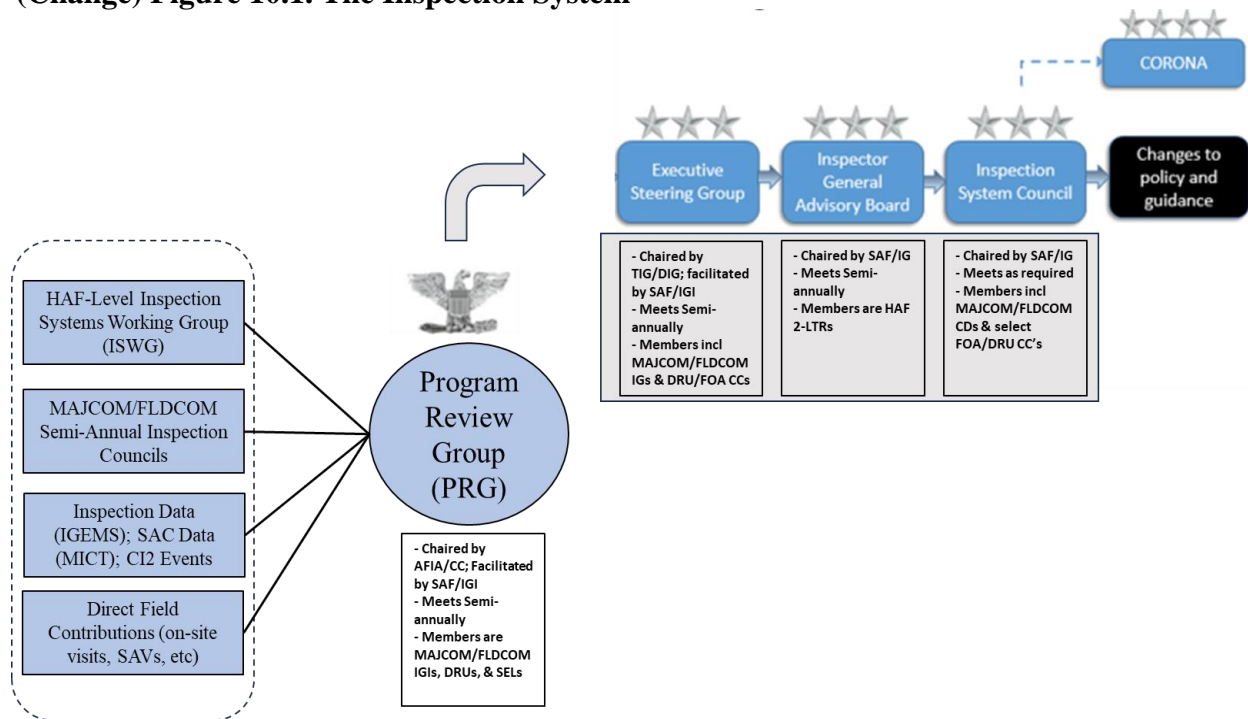 (Change) Figure 10.1. The Inspection System
CORONA
Executive
Steering Group
Inspector
General
Advisory Board
Inspection
System Council
Changes to
policy and
guidance
- Chaired by
TIG/DIG; facilitated
by SAF/IGI
- Meets Semi-
annually
- Members incl
MAJCOM/FLDCOM
IGs & DRU/FOA CCs
- Chaired by SAF/IG
- Meets Semi-
annually
- Members are HAF
2-LTRs
- Chaired by SAF/IG
- Meets as required
- Members incl
MAJCOM/FLDCOM
CDs & select
FOA/DRU CC's
HAF-Level Inspection
Systems Working Group
(ISWG)
MAJCOM/FLDCOM
Semi-Annual Inspection
Councils
Inspection Data
(IGEMS); SAC Data
(MICT); CI2 Events
Direct Field
Contributions (on-site
visits, SAVs, etc)
Program
Review
Group
(PRG)
- Chaired by
AFIA/CC; Facilitated
by SAF/IGI
- Meets Semi-
annually
- Members are
MAJCOM/FLDCOM
IGIs, DRUs, & SELs